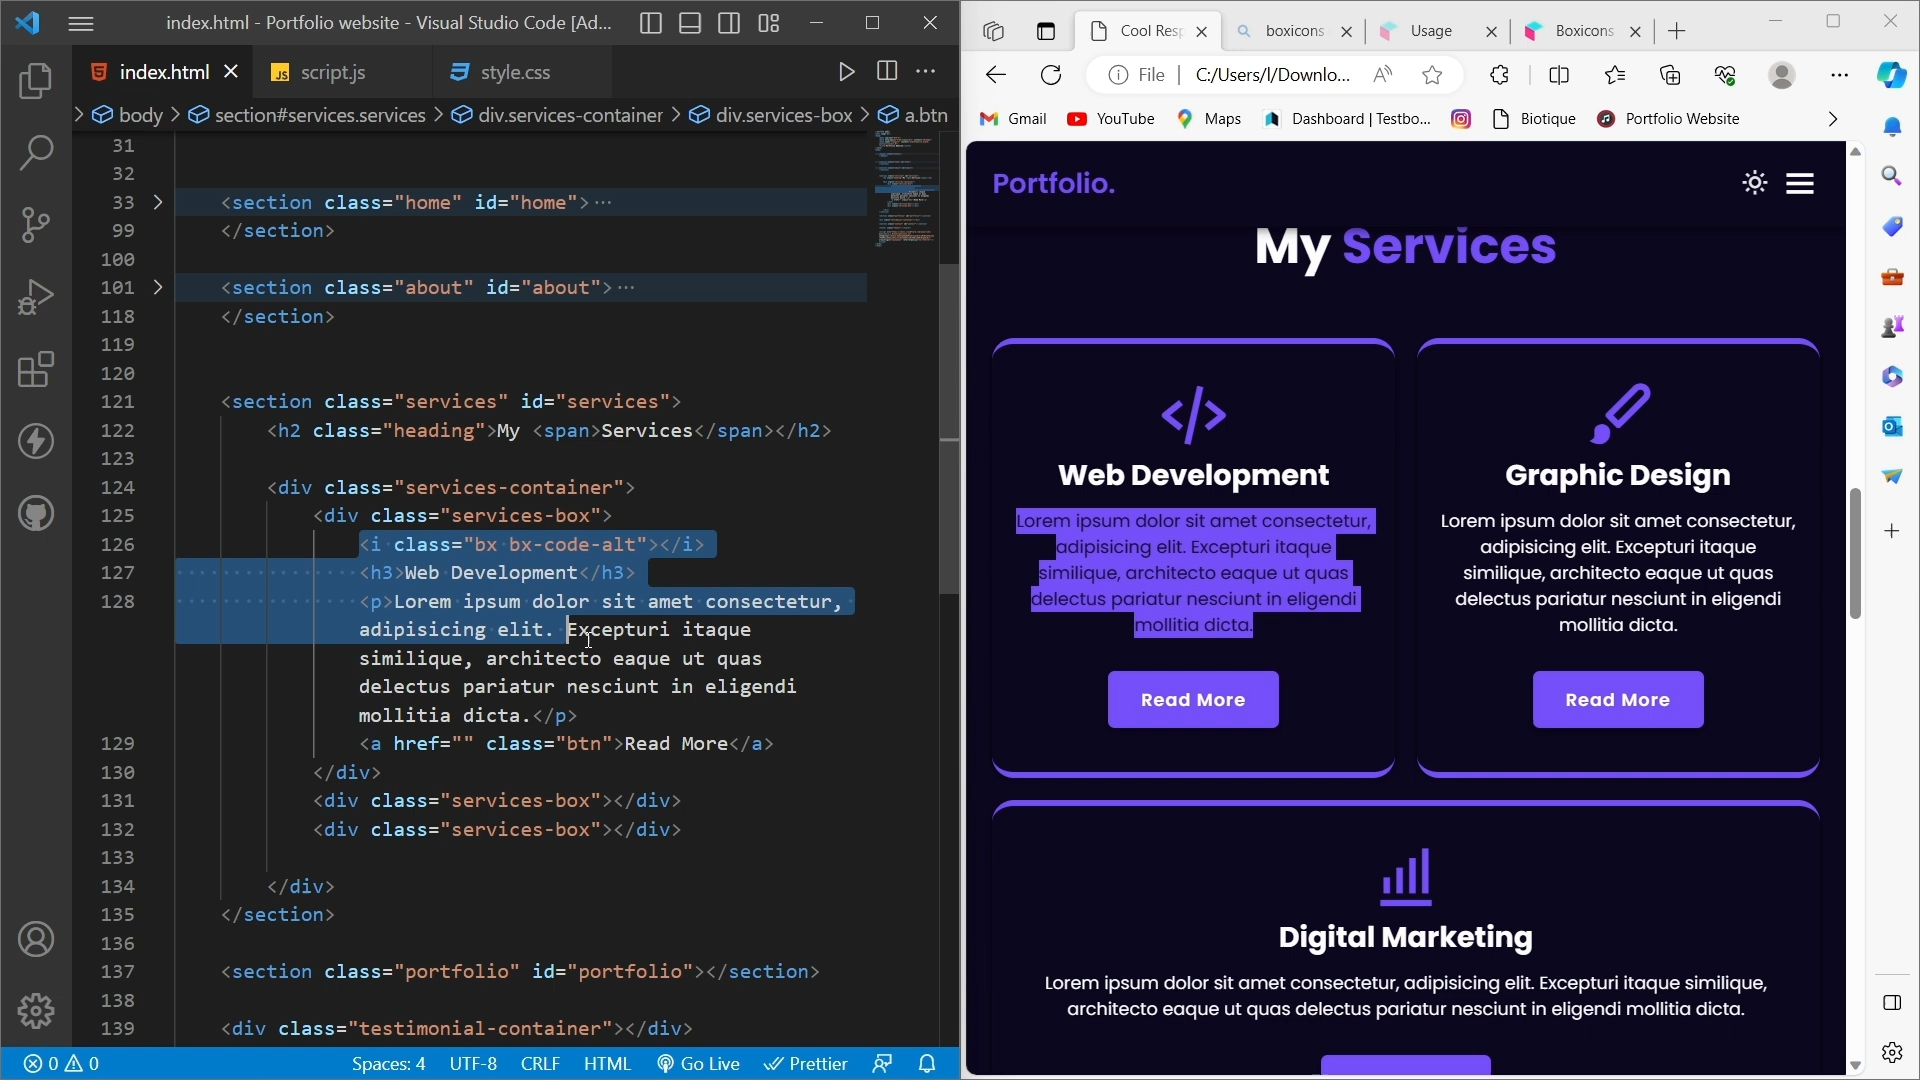 index.html - Portfolio website - Visual Studio Code [Ad...
index.html
JS script.js
style.css
body > section#services.services > div.services-container > div.services-box > a.btn
31
32
33 <section class="home" id="home">···
99 </section>
100
101 <section class="about" id="about">···
118 </section>
119
120
121 <section class="services" id="services">
122 <h2 class="heading">My <span>Services</span></h2>
123
124 <div class="services-container">
125 <div class="services-box">
126 <i class="bx bx-code-alt"></i>
127 <h3>Web Development</h3>
128 <p>Lorem ipsum dolor sit amet consectetur,
adipisicing elit. Excepturi itaque
similique, architecto eaque ut quas
delectus pariatur nesciunt in eligendi
mollitia dicta.</p>
129 <a href="" class="btn">Read More</a>
130 </div>
131 <div class="services-box"></div>
132 <div class="services-box"></div>
133
134 </div>
135 </section>
136
137 <section class="portfolio" id="portfolio"></section>
138
139 <div class="testimonial-container"></div>
0 0 Spaces: 4 UTF-8 CRLF HTML Go Live Prettier
Cool Resp
boxicons
Usage
Boxicons
File C:/Users/l/Downlo...
Gmail
YouTube
Maps
Dashboard | Testbo...
Biotique
Portfolio Website
Portfolio.
My Services
Web Development
Lorem ipsum dolor sit amet consectetur,
adipisicing elit. Excepturi itaque
similique, architecto eaque ut quas
delectus pariatur nesciunt in eligendi
mollitia dicta.
Read More
Graphic Design
Lorem ipsum dolor sit amet consectetur,
adipisicing elit. Excepturi itaque
similique, architecto eaque ut quas
delectus pariatur nesciunt in eligendi
mollitia dicta.
Read More
Digital Marketing
Lorem ipsum dolor sit amet consectetur, adipisicing elit. Excepturi itaque similique,
architecto eaque ut quas delectus pariatur nesciunt in eligendi mollitia dicta.